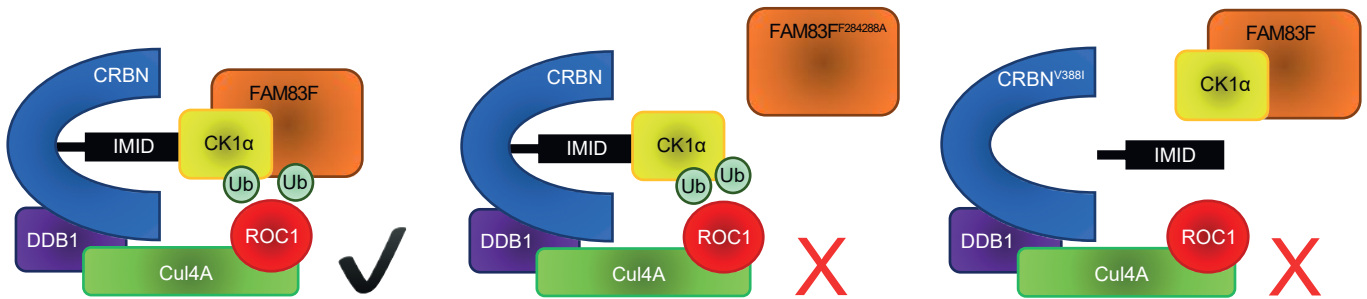 CRBN
FAM83F
IMID
CK1α
Ub
Ub
DDB1
ROC1
Cul4A
FAM83F^F284288A
CRBN
IMID
CK1α
Ub
Ub
DDB1
ROC1
Cul4A
X
FAM83F
CRBN^V388I
CK1α
IMID
DDB1
ROC1
Cul4A
X